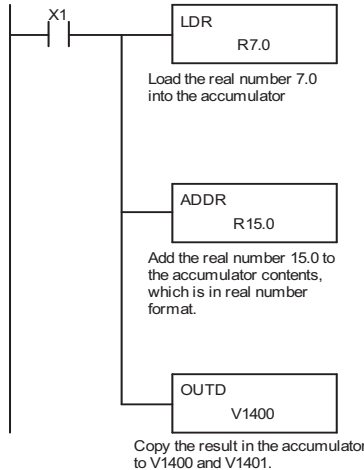 X1
LDR
R7.0
Load the real number 7.0
into the accumulator
ADDR
R15.0
Add the real number 15.0 to
the accumulator contents,
which is in real number
format.
OUTD
V1400
Copy the result in the accumulator
to V1400 and V1401.